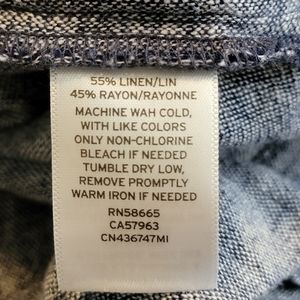 55% LINEN/LIN
45% RAYON/RAYONNE
MACHINE WAH COLD,
WITH LIKE COLORS
ONLY NON-CHLORINE
BLEACH IF NEEDED
TUMBLE DRY LOW,
REMOVE PROMPTLY
WARM IRON IF NEEDED
RN58665
CA57963
CN436747MI